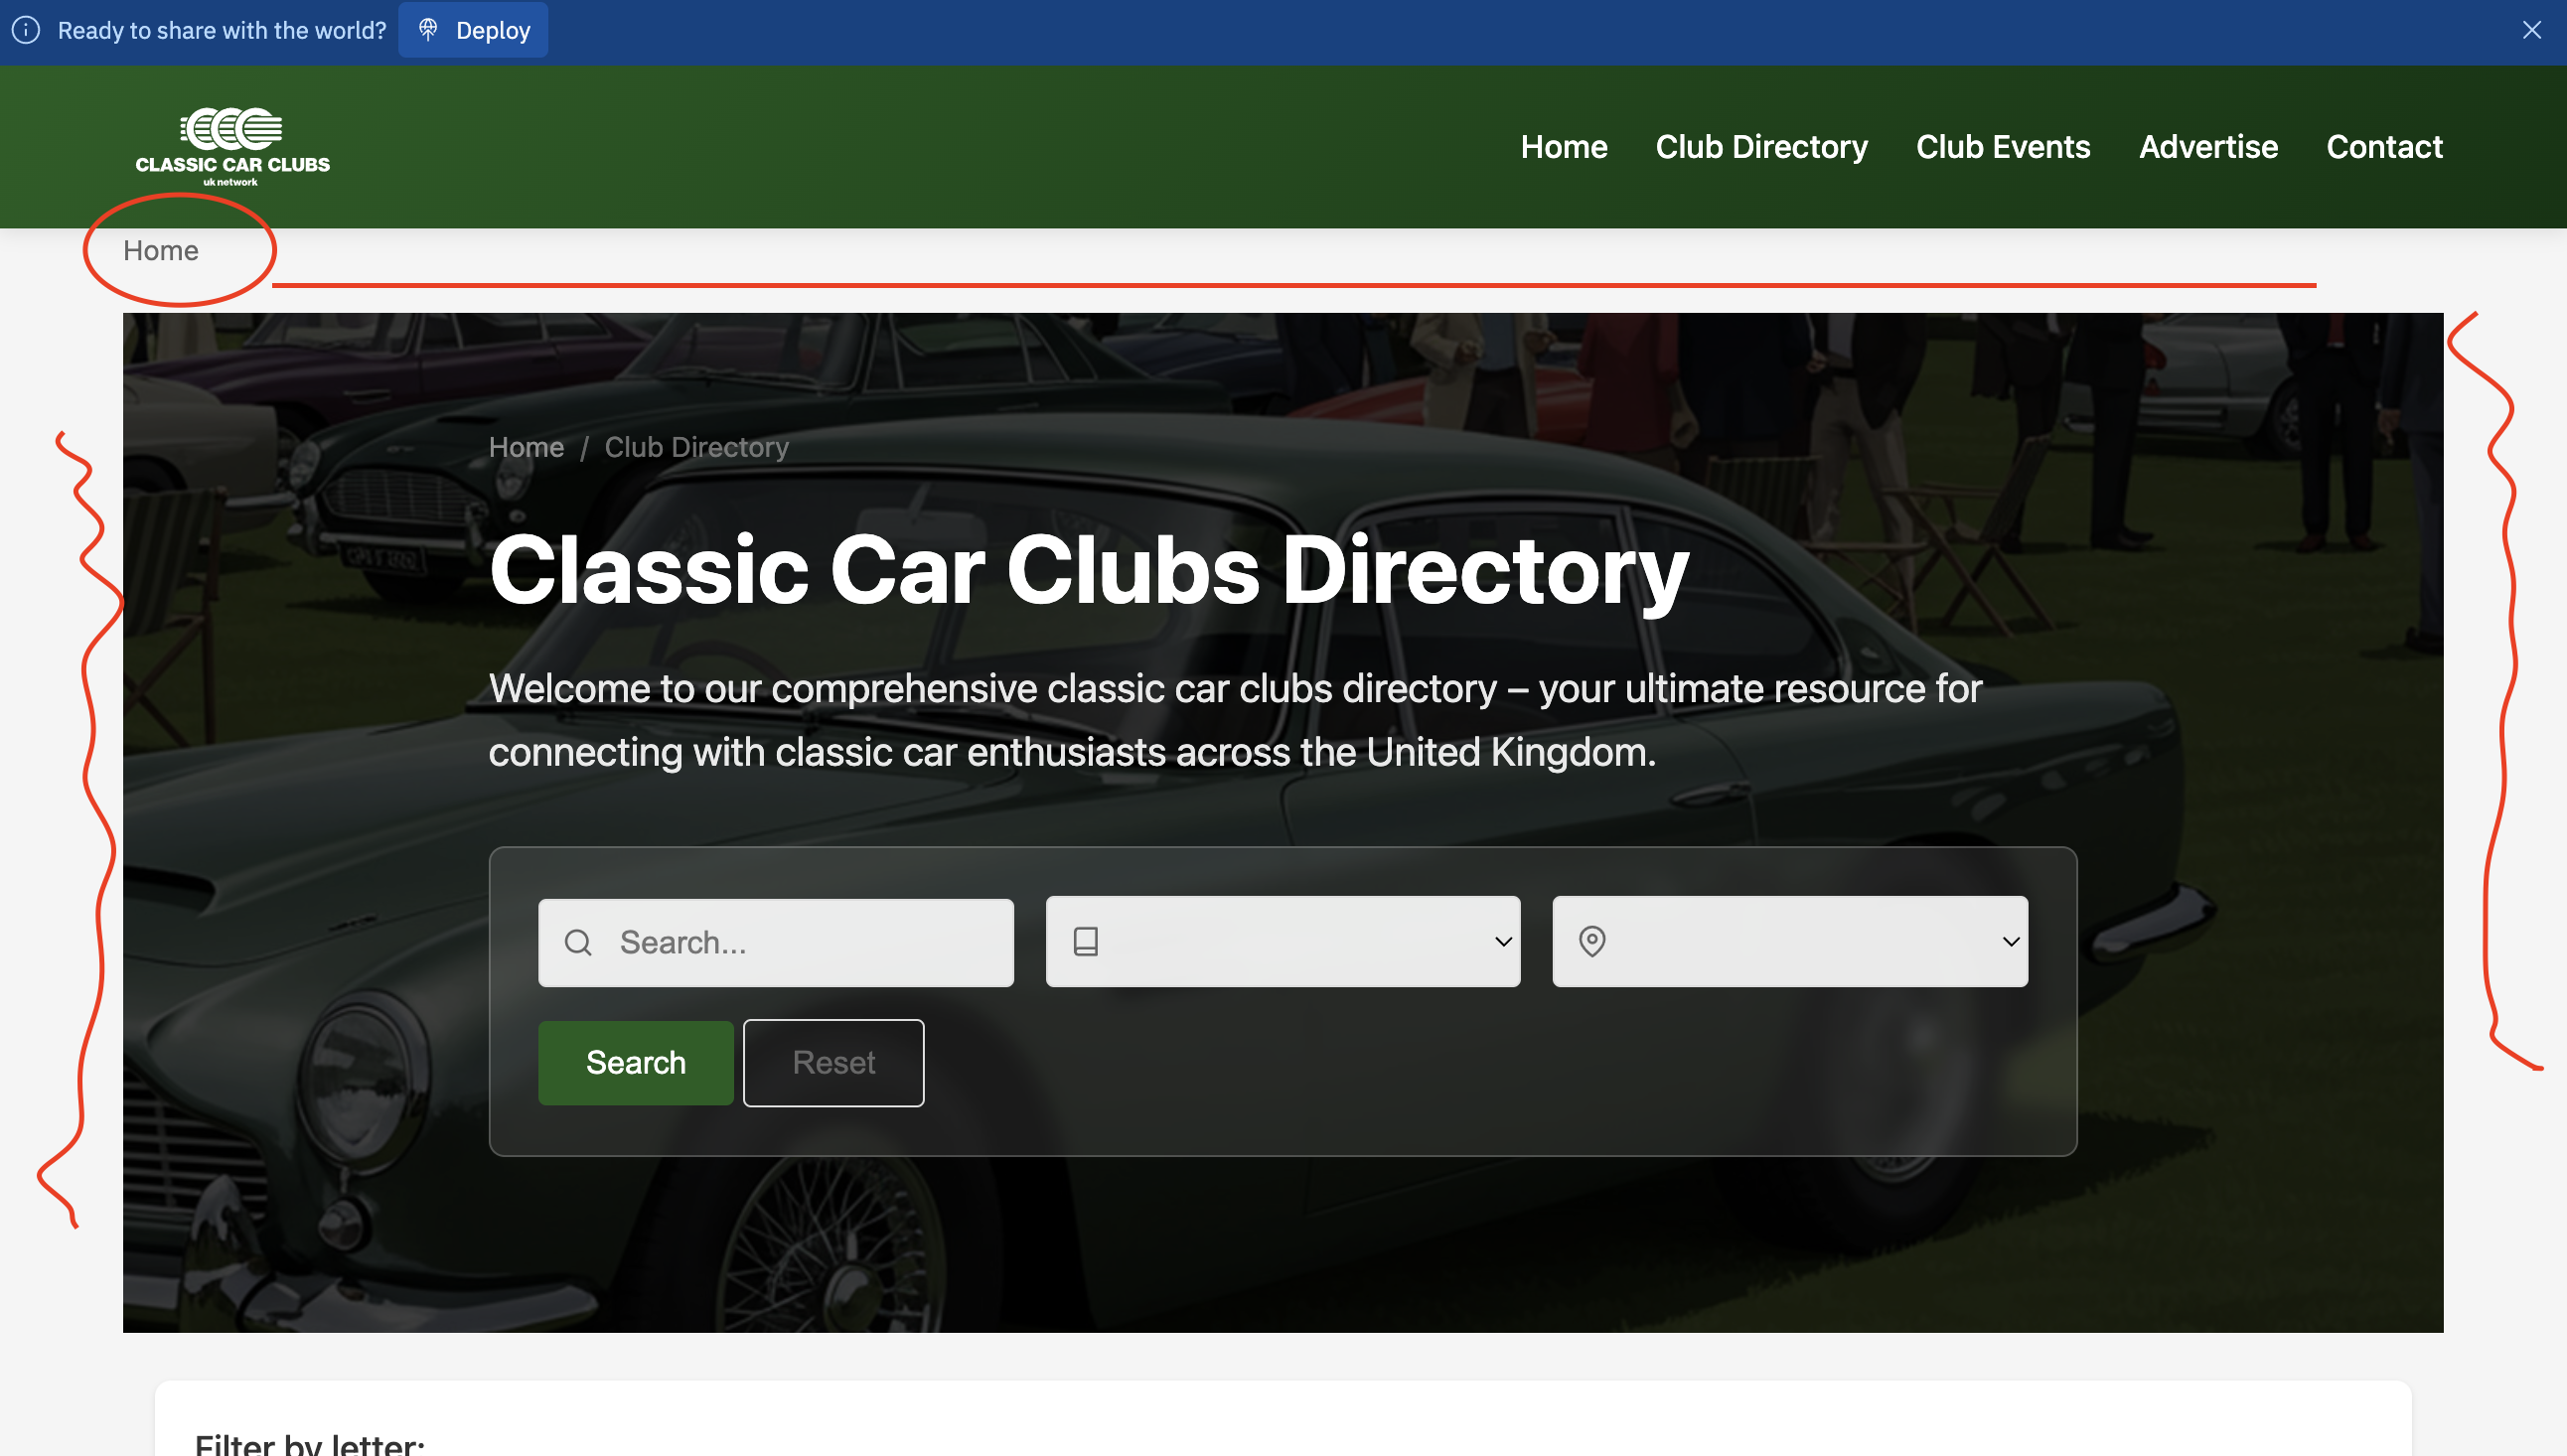 Ready to share with the world? Deploy
CLASSIC CAR CLUBS
uk network
Home Club Directory Club Events Advertise Contact
Home
Home / Club Directory
Classic Car Clubs Directory
Welcome to our comprehensive classic car clubs directory – your ultimate resource for
connecting with classic car enthusiasts across the United Kingdom.
Search...
Search Reset
Filter by letter: